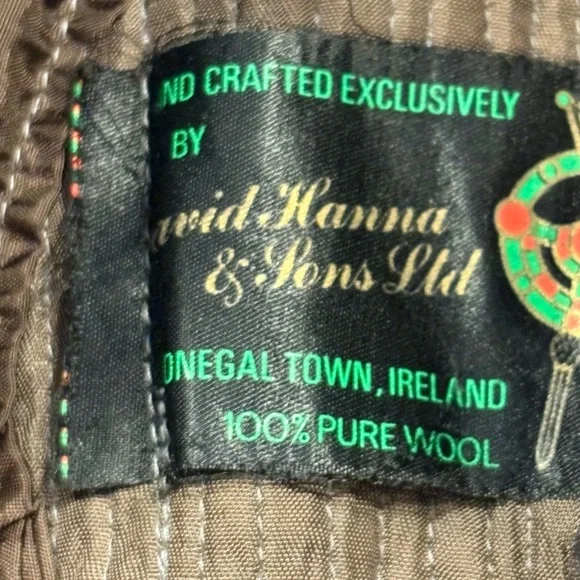 ND CRAFTED EXCLUSIVELY
BY
avid Hanna
& Sons Ltd
ONEGAL TOWN, IRELAND
100% PURE WOOL